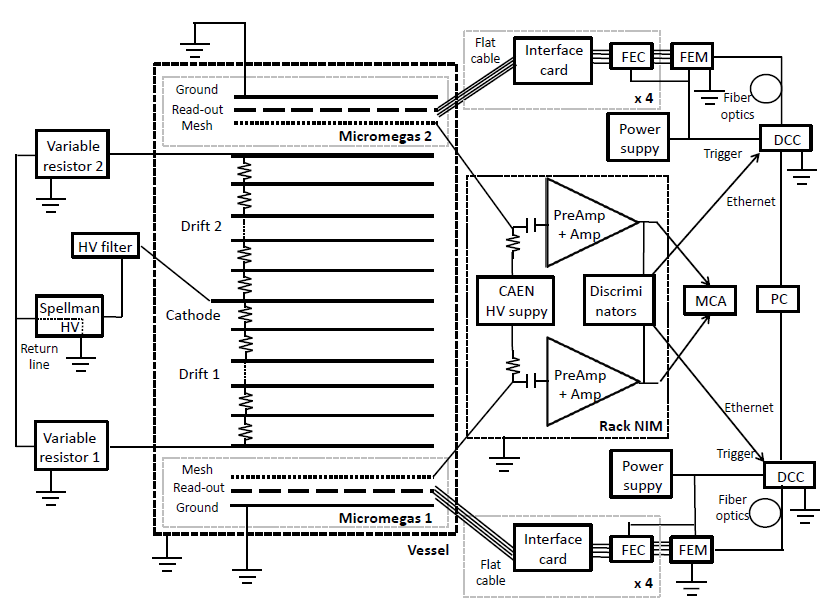 Flat
cable
Interface
card
FEC
FEM
x 4
Fiber
optics
Ground
Read-out
Mesh
Micromegas 2
Power
suppy
DCC
Trigger
Ethernet
Variable
resistor 2
Drift 2
PreAmp
+ Amp
HV filter
CAEN
HV suppy
Discrimi
nators
MCA
PC
Spellman
HV
Cathode
Return
line
Drift 1
PreAmp
+ Amp
Ethernet
Rack NIM
Variable
resistor 1
Trigger
Power
suppy
DCC
Mesh
Read-out
Ground
Micromegas 1
Fiber
optics
Vessel
Flat
cable
Interface
card
FEC
FEM
x 4